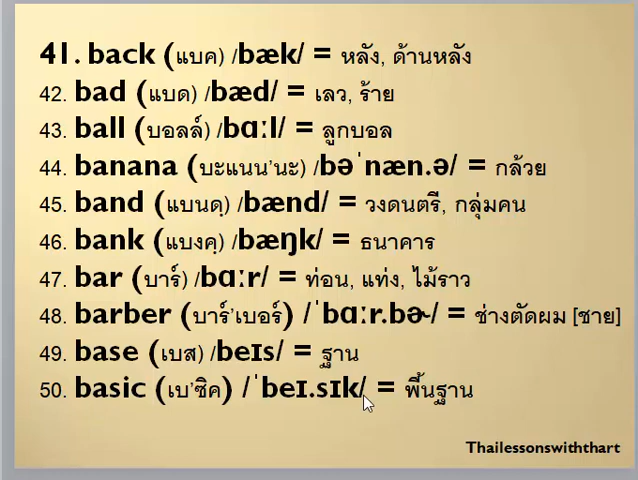 41. back (แบค) /bæk/ = หลัง, ด้านหลัง
42. bad (แบด) /bæd/ = เลว, ร้าย
43. ball (บอลล์) /bɑːl/ = ลูกบอล
44. banana (บะแนน'นะ) /bəˈnæn.ə/ = กล้วย
45. band (แบนดฺ) /bænd/ = วงดนตรี, กลุ่มคน
46. bank (แบงคฺ) /bæŋk/ = ธนาคาร
47. bar (บาร์) /bɑːr/ = ท่อน, แท่ง, ไม้ราว
48. barber (บาร์'เบอร์) /ˈbɑːr.bɚ/ = ช่างตัดผม [ชาย]
49. base (เบส) /beɪs/ = ฐาน
50. basic (เบ'ซิค) /ˈbeɪ.sɪk/ = พื้นฐาน
Thailessonswiththart